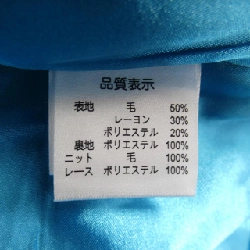 品質表示
表地 毛 50%
レーヨン 30%
ポリエステル 20%
裏地 ポリエステル 100%
ニット 毛 100%
レース ポリエステル 100%